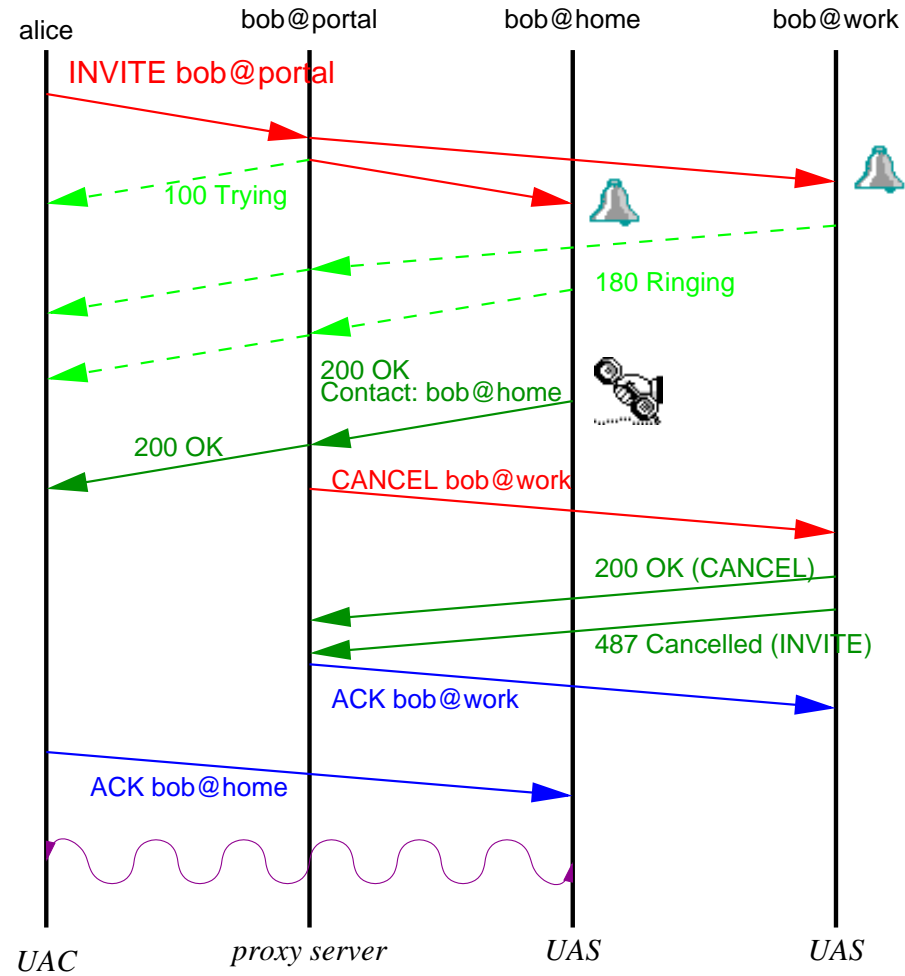 alice
bob@portal
bob@home
bob@work
INVITE bob@portal
100 Trying
180 Ringing
200 OK
Contact: bob@home
200 OK
CANCEL bob@work
200 OK (CANCEL)
487 Cancelled (INVITE)
ACK bob@work
ACK bob@home
UAC
proxy server
UAS
UAS